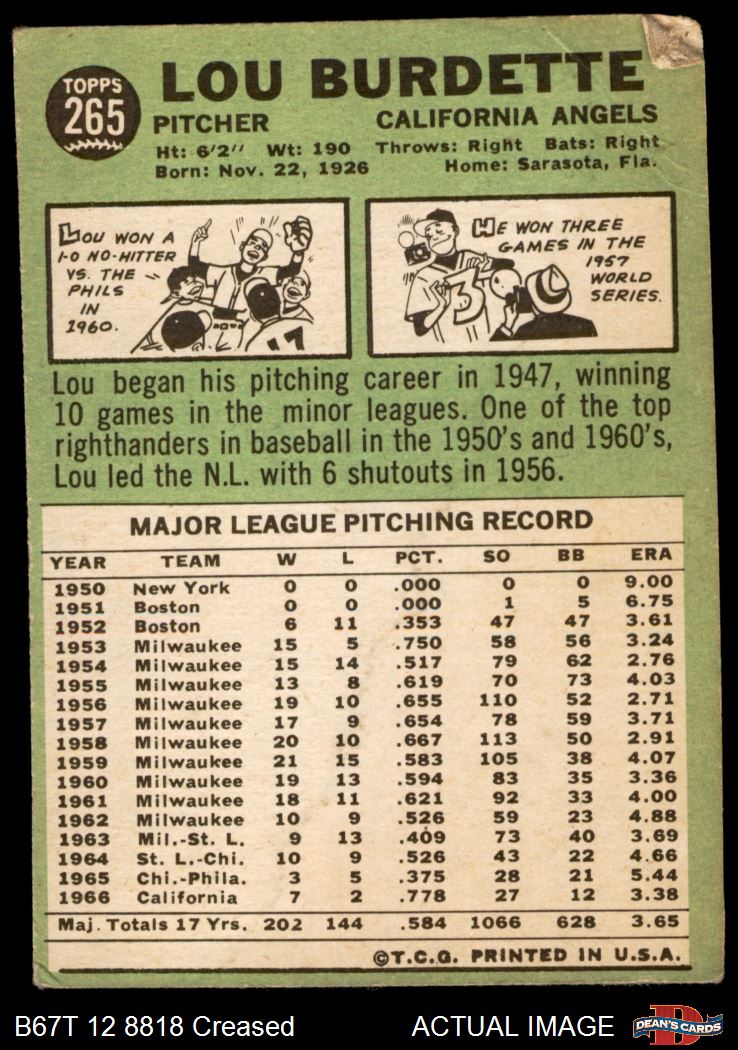 TOPPS
265
LOU BURDETTE
PITCHER CALIFORNIA ANGELS
Ht: 6'2" Wt: 190 Throws: Right Bats: Right
Born: Nov. 22, 1926 Home: Sarasota, Fla.
LOU WON A
1-0 NO-HITTER
VS. THE
PHILS
IN
1960.
17
HE WON THREE
GAMES IN THE
1957
WORLD
SERIES.
3
Lou began his pitching career in 1947, winning
10 games in the minor leagues. One of the top
righthanders in baseball in the 1950's and 1960's,
Lou led the N.L. with 6 shutouts in 1956.
MAJOR LEAGUE PITCHING RECORD
YEAR TEAM W L PCT. SO BB ERA
1950 New York 0 0 .000 0 0 9.00
1951 Boston 0 0 .000 1 5 6.75
1952 Boston 6 11 .353 47 47 3.61
1953 Milwaukee 15 5 .750 58 56 3.24
1954 Milwaukee 15 14 .517 79 62 2.76
1955 Milwaukee 13 8 .619 70 73 4.03
1956 Milwaukee 19 10 .655 110 52 2.71
1957 Milwaukee 17 9 .654 78 59 3.71
1958 Milwaukee 20 10 .667 113 50 2.91
1959 Milwaukee 21 15 .583 105 38 4.07
1960 Milwaukee 19 13 .594 83 35 3.36
1961 Milwaukee 18 11 .621 92 33 4.00
1962 Milwaukee 10 9 .526 59 23 4.88
1963 Mil.-St. L. 9 13 .409 73 40 3.69
1964 St. L.-Chi. 10 9 .526 43 22 4.66
1965 Chi.-Phila. 3 5 .375 28 21 5.44
1966 California 7 2 .778 27 12 3.38
Maj. Totals 17 Yrs. 202 144 .584 1066 628 3.65
©T.C.G. PRINTED IN U.S.A.
B67T 12 8818 Creased ACTUAL IMAGE
D
DEAN'S CARDS